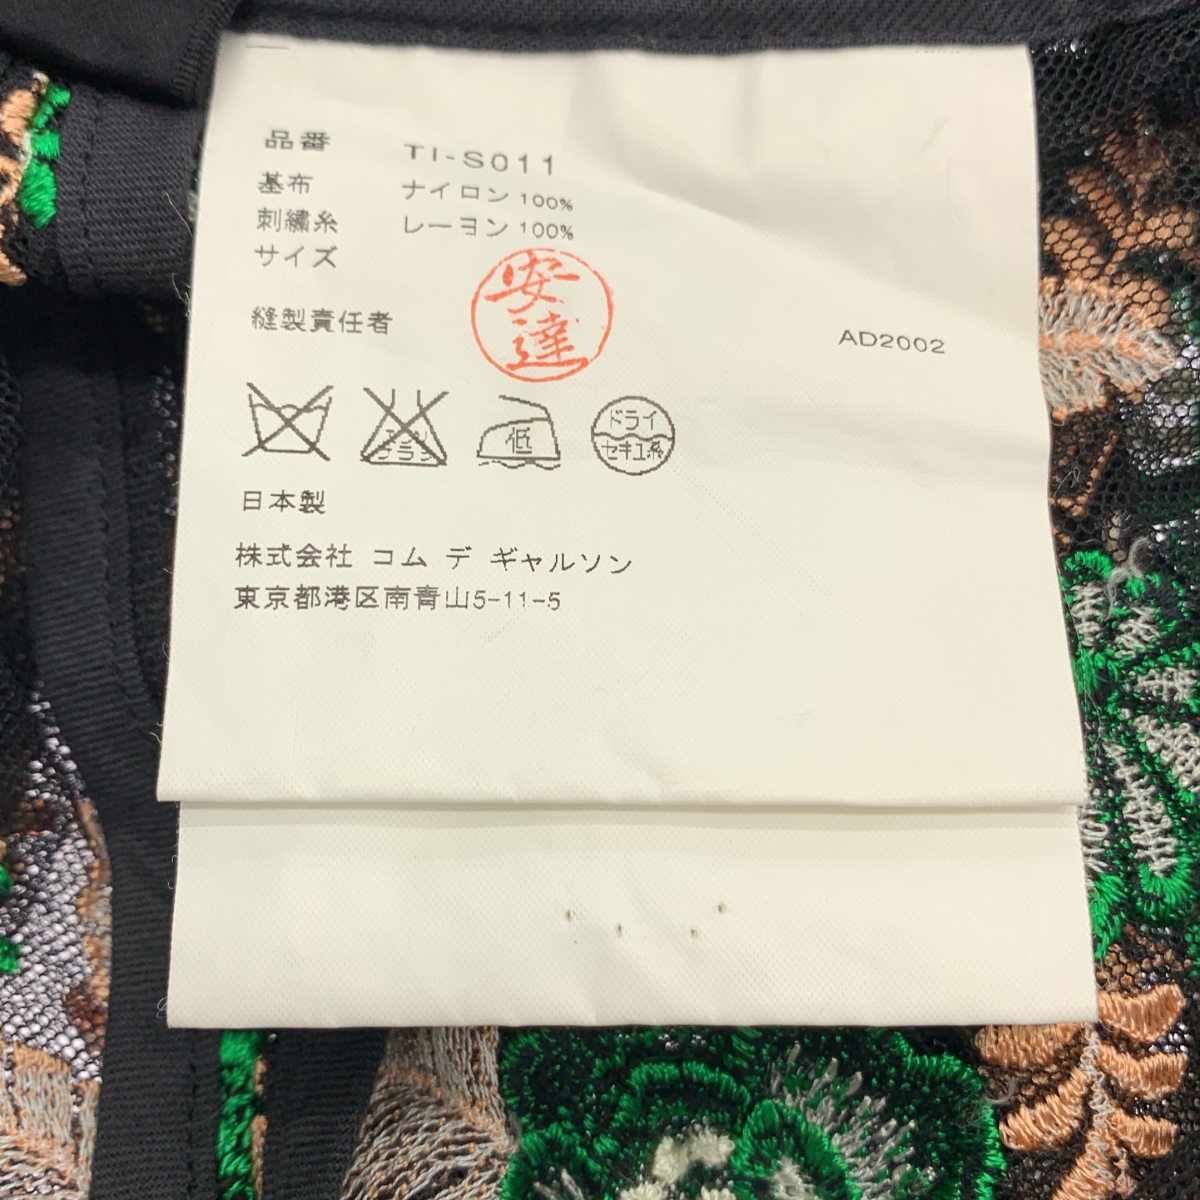 品番 TI-S011
基布 ナイロン 100%
刺繍糸 レーヨン 100%
サイズ
安達
縫製責任者
AD2002
低
ドライ
セキユ系
日本製
株式会社 コム デ ギャルソン
東京都港区南青山5-11-5